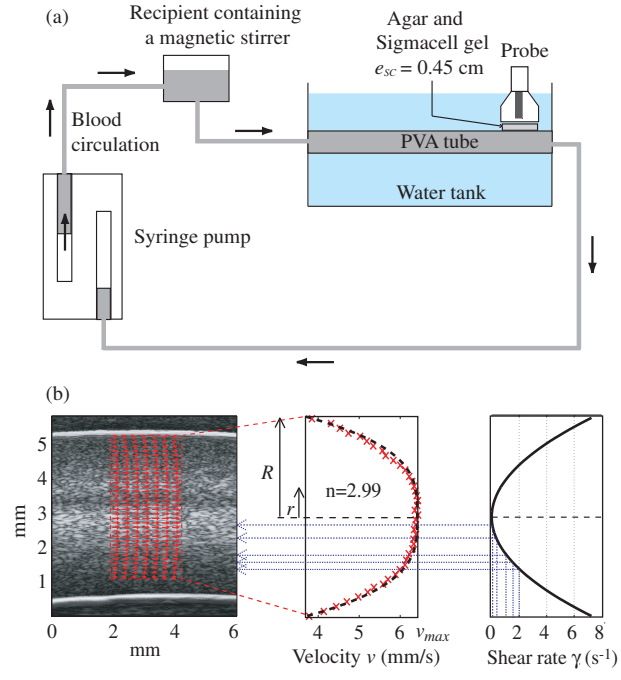 (a)
Recipient containing
a magnetic stirrer
Agar and
Sigmacell gel
e_SC = 0.45 cm
Probe
Blood
circulation
PVA tube
Water tank
Syringe pump
(b)
5
4
3
2
1
mm
0 2 4 6
mm
R
r
n=2.99
4 5 6
v_max
Velocity v (mm/s)
0 2 4 6 8
Shear rate γ̇ (s⁻¹)